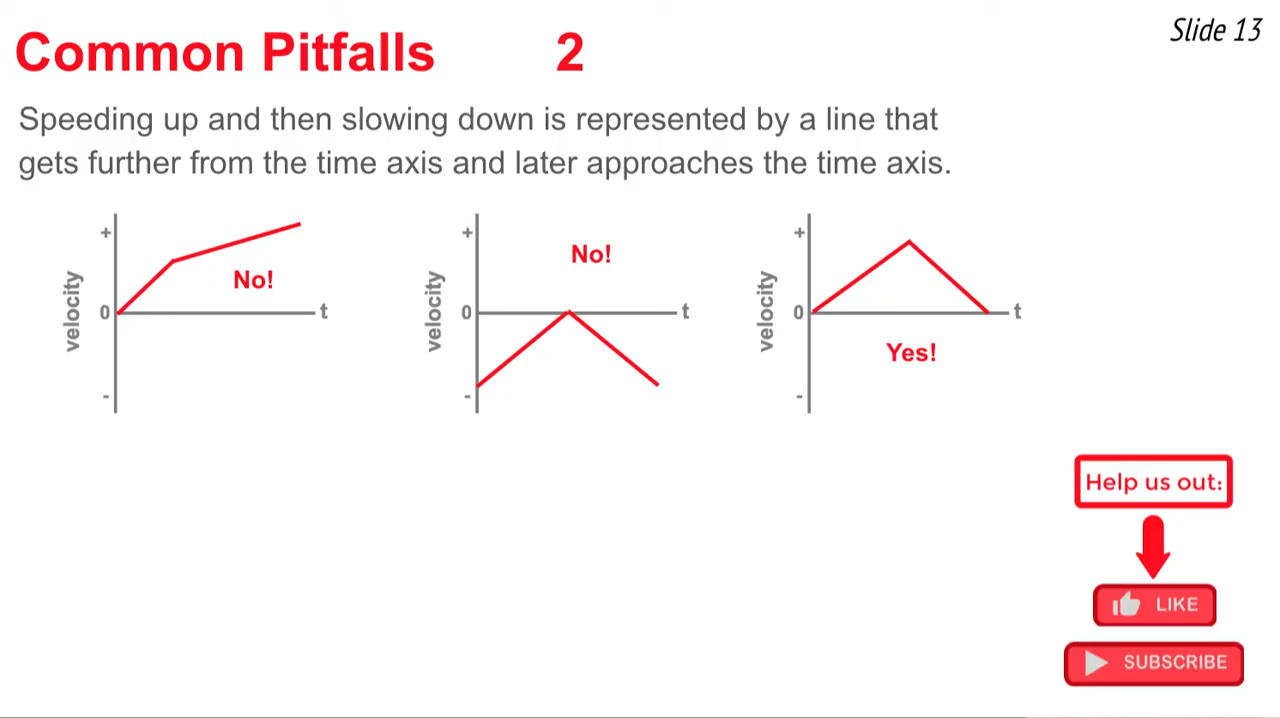 Slide 13
Common Pitfalls 2
Speeding up and then slowing down is represented by a line that
gets further from the time axis and later approaches the time axis.
+
velocity
0
-
t
No!
+
velocity
0
-
t
No!
+
velocity
0
-
t
Yes!
Help us out:
LIKE
SUBSCRIBE